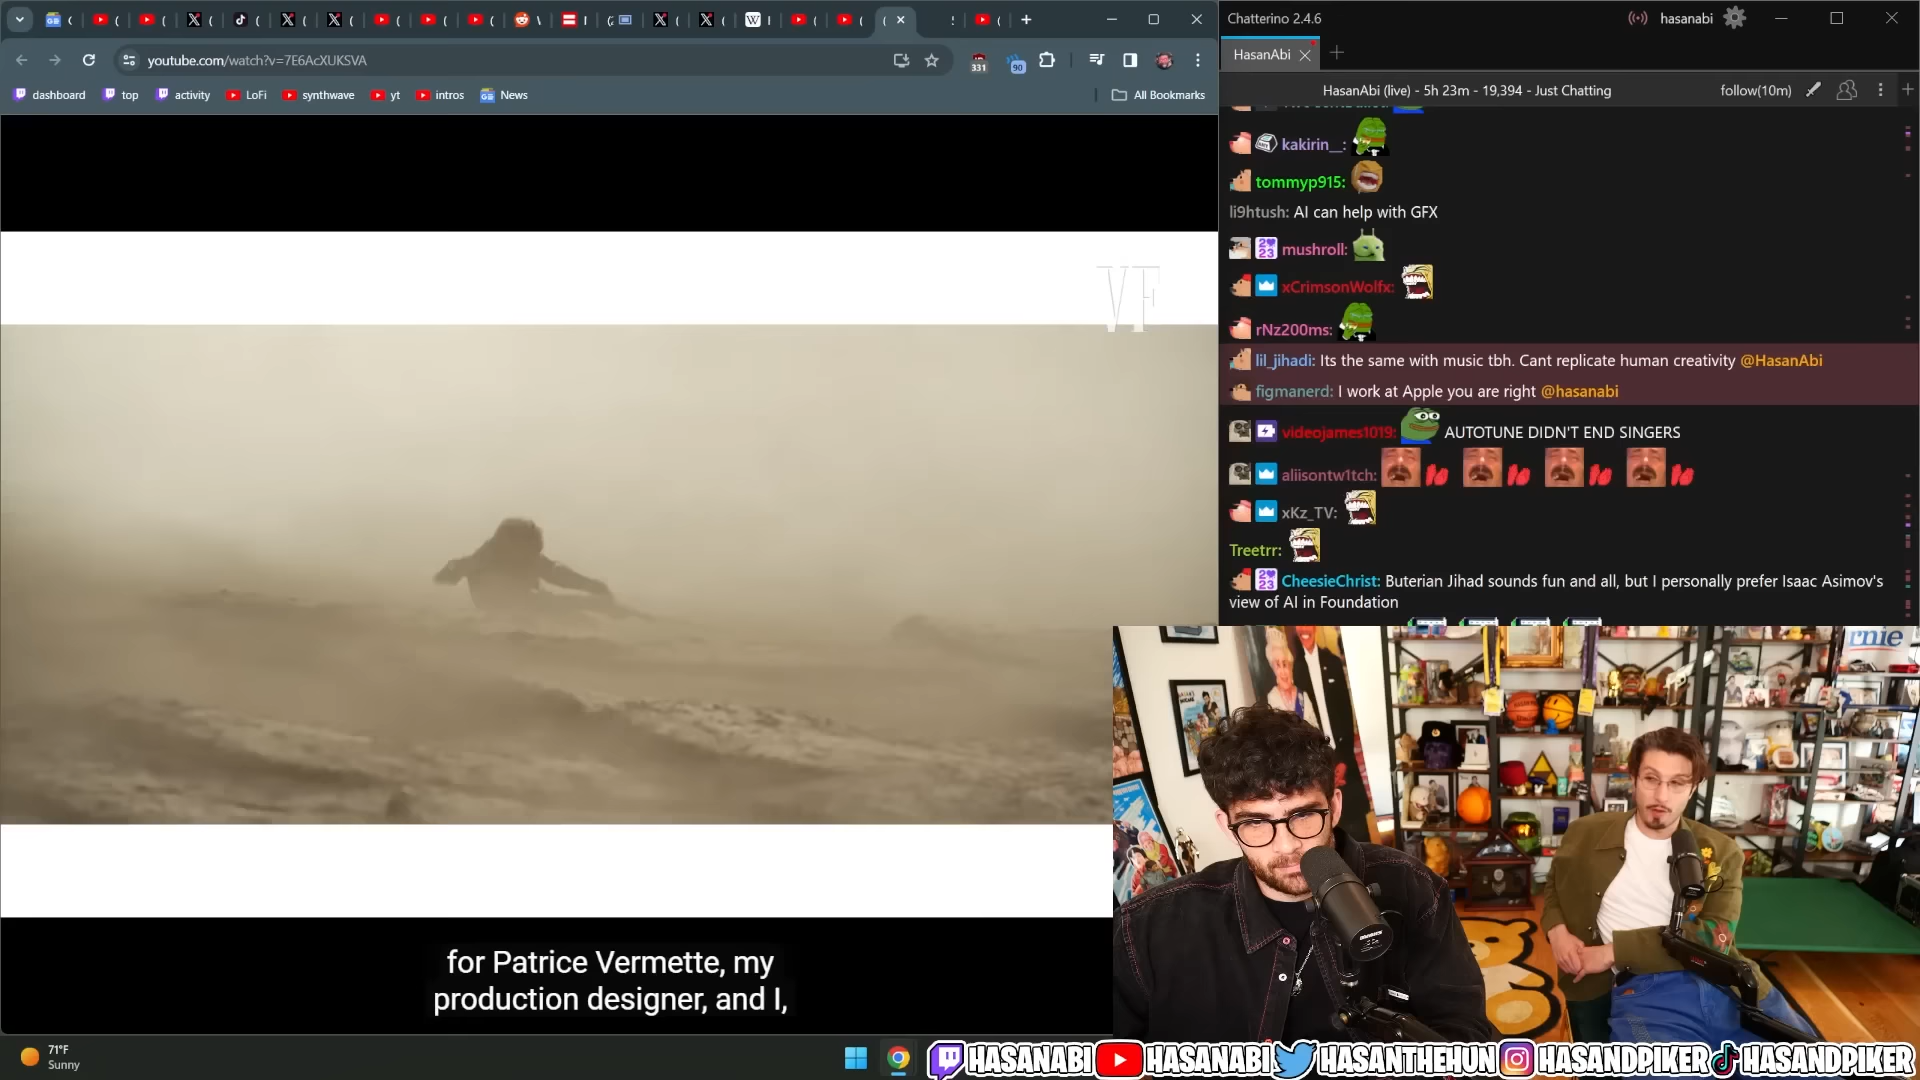 youtube.com/watch?v=7E6AcXUKSVA
331
90
dashboard
top
activity
LoFi
synthwave
yt
intros
News
All Bookmarks
VF
for Patrice Vermette, my
production designer, and I,
71°F
Sunny
Chatterino 2.4.6
hasanabi
HasanAbi
HasanAbi (live) - 5h 23m - 19,394 - Just Chatting
follow(10m)
kakirin__:
tommyp915:
li9htush: AI can help with GFX
mushroll:
xCrimsonWolfx:
rNz200ms:
lil_jihadi: Its the same with music tbh. Cant replicate human creativity @HasanAbi
figmanerd: I work at Apple you are right @hasanabi
videojames1019: AUTOTUNE DIDN'T END SINGERS
aliisontw1tch:
xKz_TV:
Treetrr:
CheesieChrist: Buterian Jihad sounds fun and all, but I personally prefer Isaac Asimov's
view of AI in Foundation
rnie
HASANABI
HASANABI
HASANTHEHUN
HASANDPIKER
HASANDPIKER